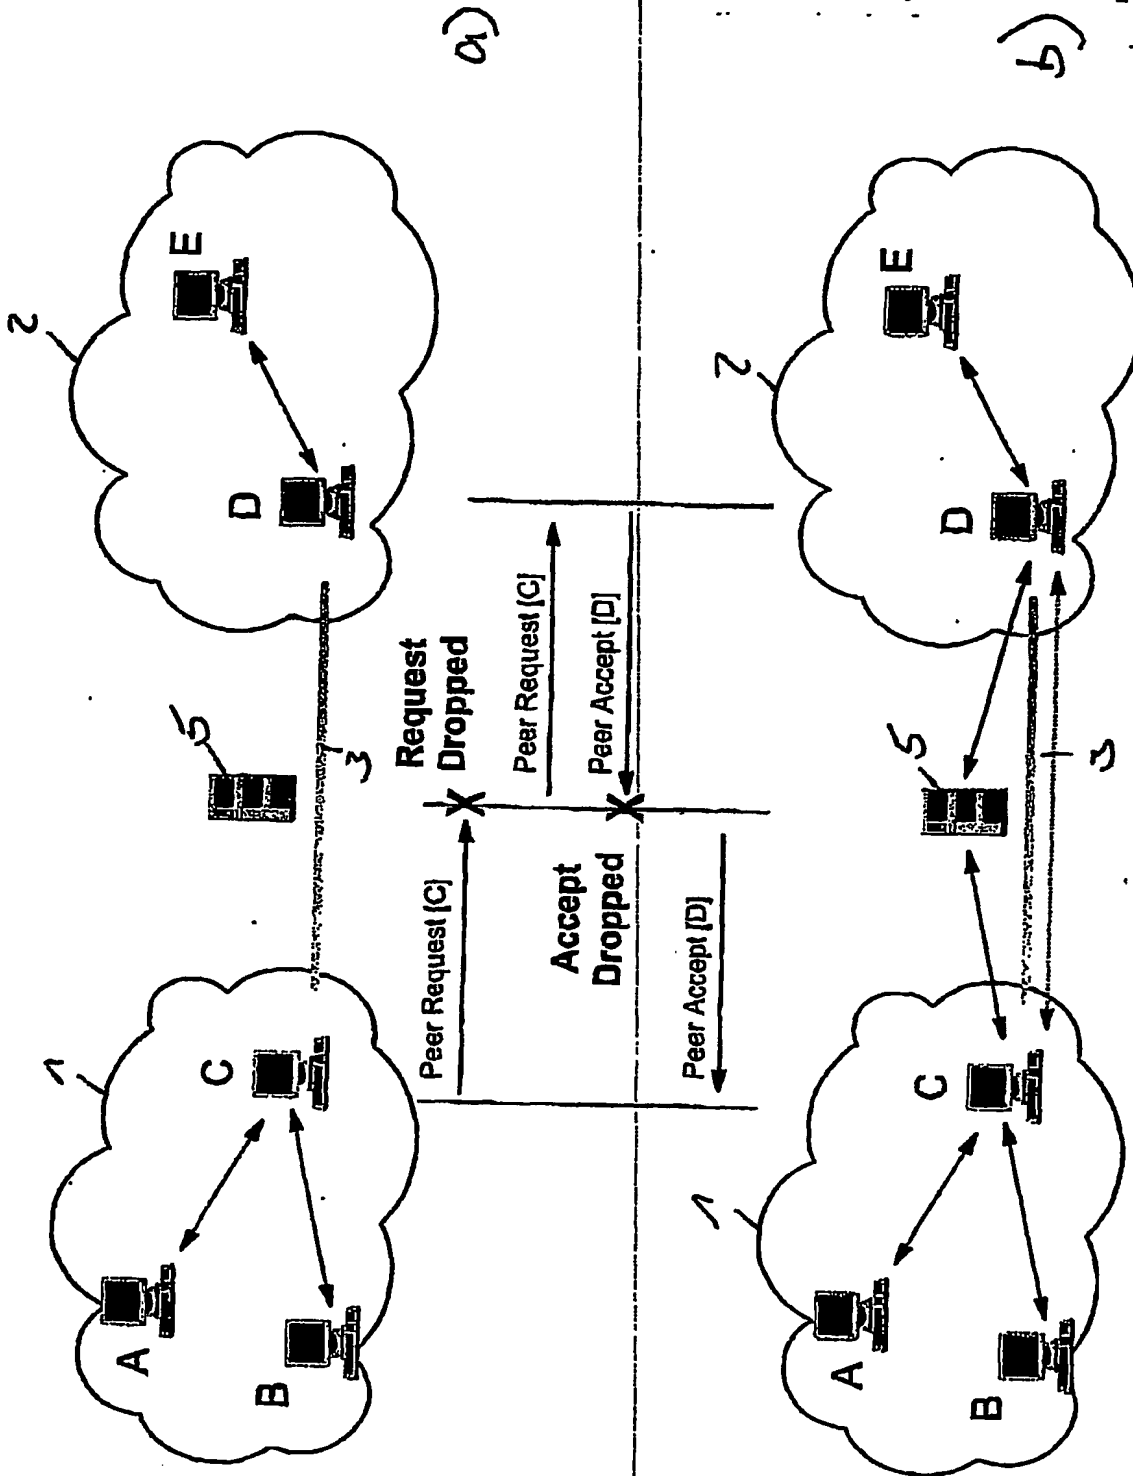 a)
1
2
A
B
C
D
E
5
3
Peer Request [C]
Request
Dropped
Peer Request [C]
Accept
Dropped
Peer Accept [D]
Peer Accept [D]
b)
1
2
A
B
C
D
E
5
3